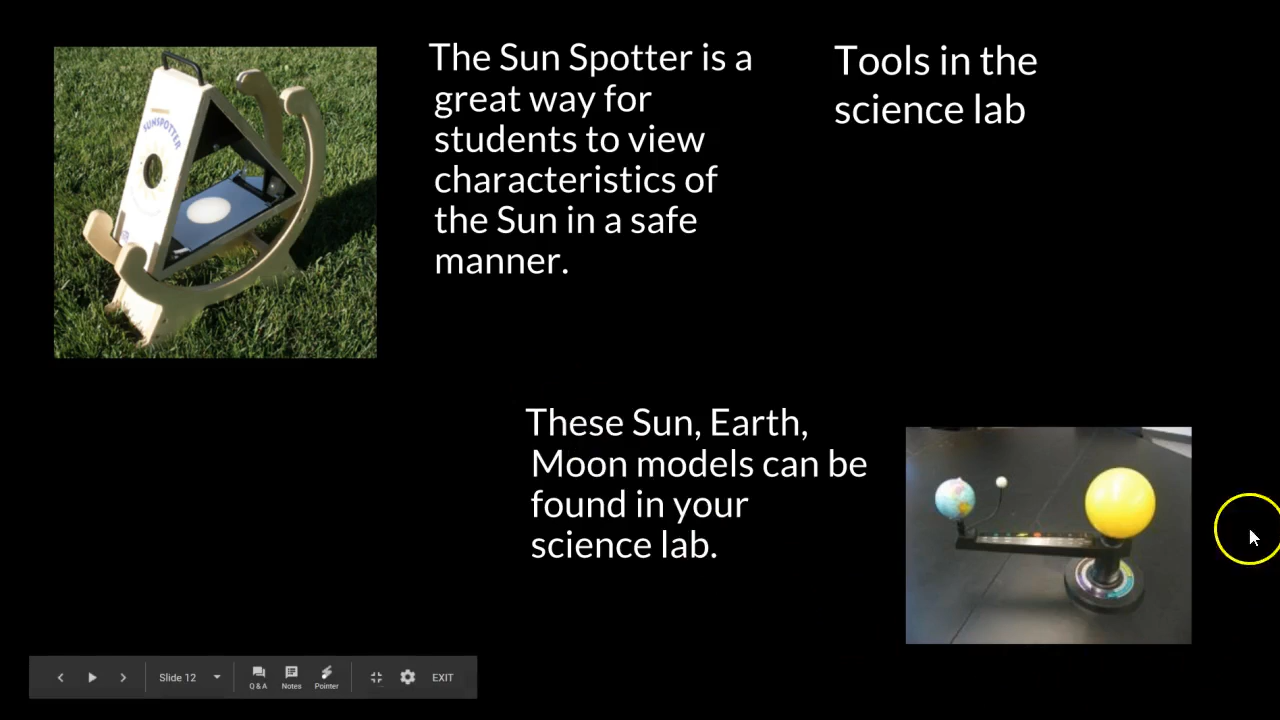 The Sun Spotter is a
great way for
students to view
characteristics of
the Sun in a safe
manner.
Tools in the
science lab
SUNSPOTTER
These Sun, Earth,
Moon models can be
found in your
science lab.
Slide 12
Q & A
Notes
Pointer
EXIT